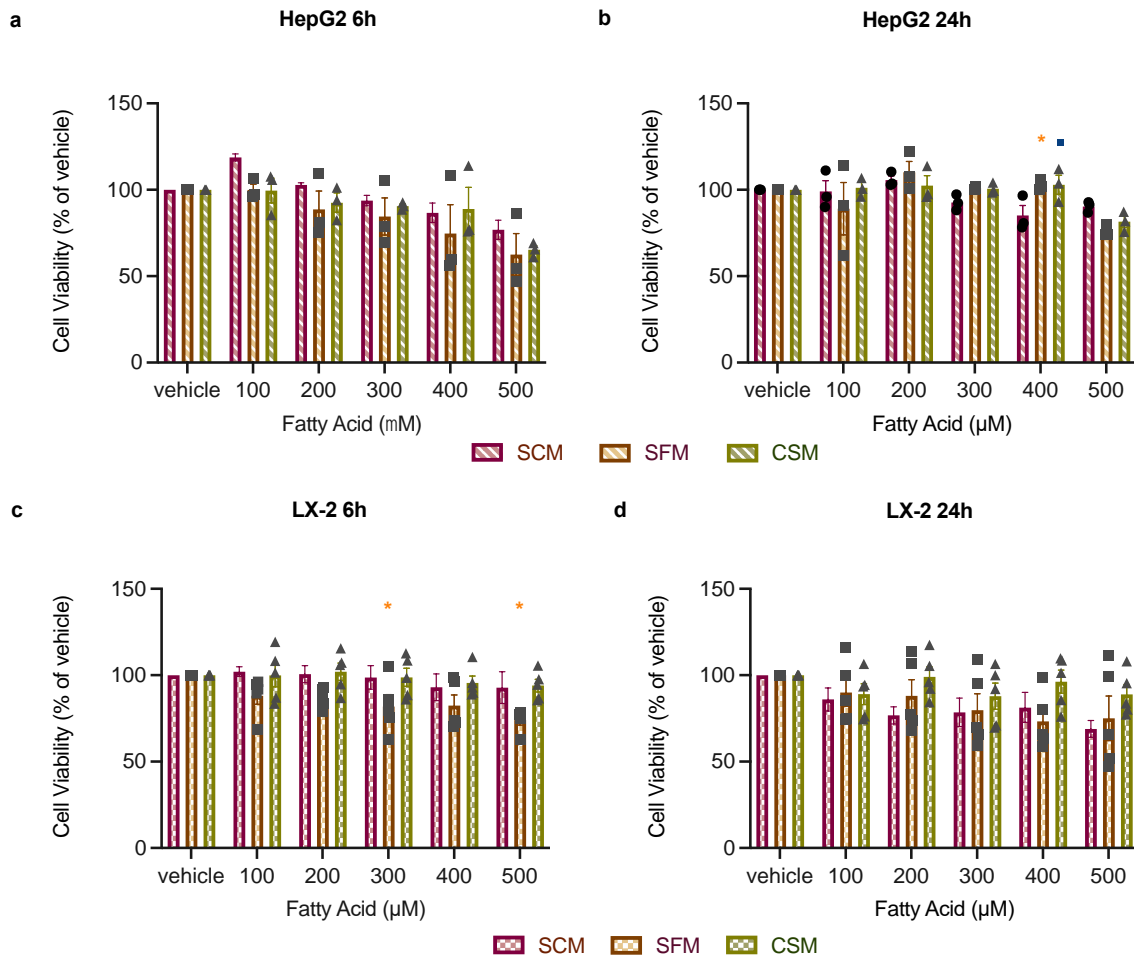 a
HepG2 6h
Cell Viability (% of vehicle)
150
100
50
0
vehicle 100 200 300 400 500
Fatty Acid (mM)
b
HepG2 24h
Cell Viability (% of vehicle)
150
100
50
0
*
vehicle 100 200 300 400 500
Fatty Acid (µM)
SCM SFM CSM
c
LX-2 6h
Cell Viability (% of vehicle)
150
100
50
0
* *
vehicle 100 200 300 400 500
Fatty Acid (µM)
d
LX-2 24h
Cell Viability (% of vehicle)
150
100
50
0
vehicle 100 200 300 400 500
Fatty Acid (µM)
SCM SFM CSM